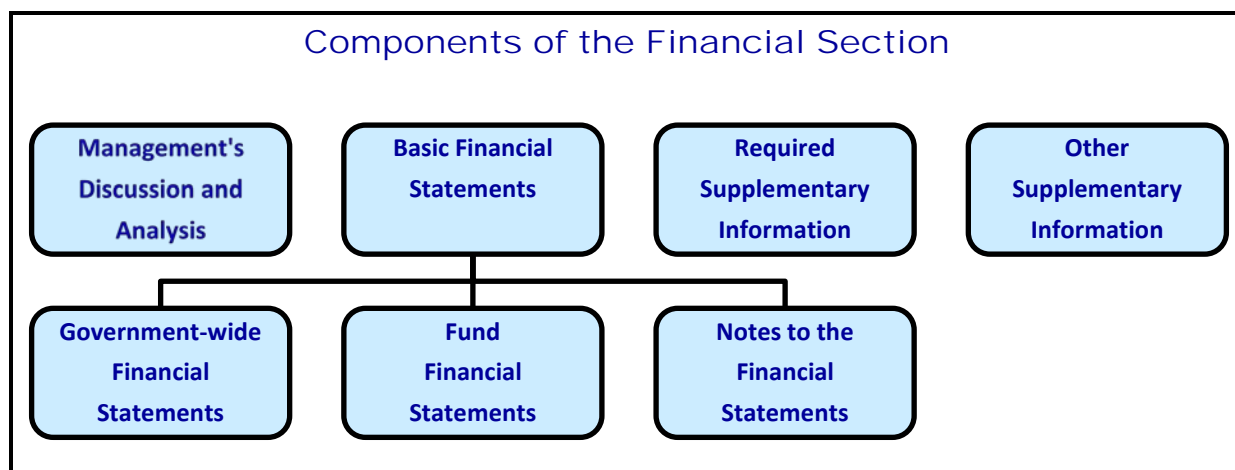 Components of the Financial Section
Management's
Discussion and
Analysis
Basic Financial
Statements
Required
Supplementary
Information
Other
Supplementary
Information
Government-wide
Financial
Statements
Fund
Financial
Statements
Notes to the
Financial
Statements